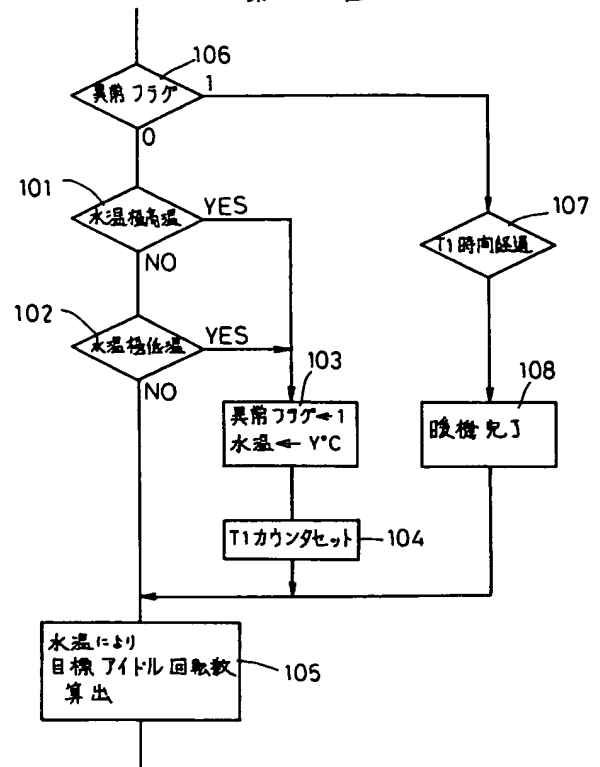 106
異常フラグ
1
0
101
水温極高温
YES
NO
107
T1時間経過
102
水温極低温
YES
NO
103
異常フラグ←1
水温←Y°C
108
暖機完了
T1カウンタセット
104
水温により
目標アイドル回転数
算出
105